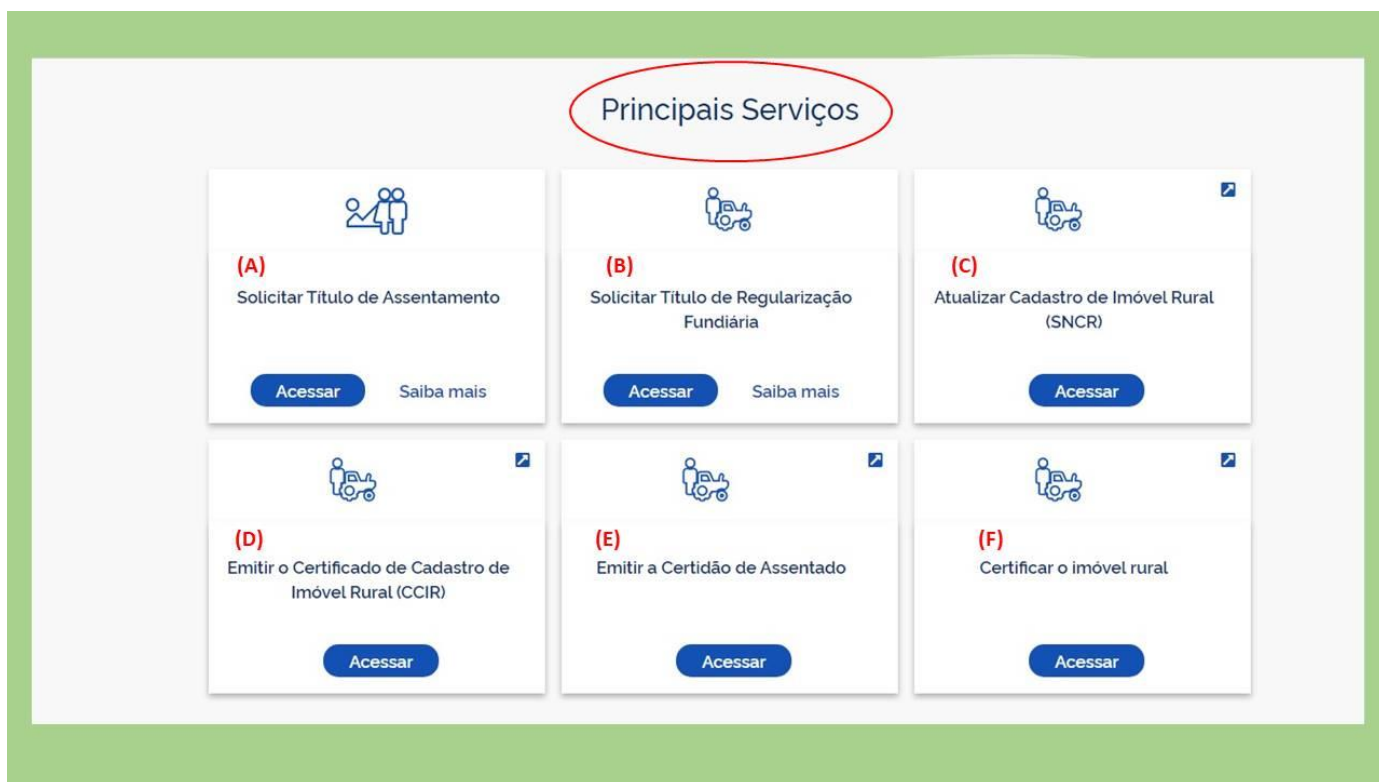 Principais Serviços
(A)
Solicitar Título de Assentamento
Acessar
Saiba mais
(B)
Solicitar Título de Regularização
Fundiária
Acessar
Saiba mais
(C)
Atualizar Cadastro de Imóvel Rural
(SNCR)
Acessar
(D)
Emitir o Certificado de Cadastro de
Imóvel Rural (CCIR)
Acessar
(E)
Emitir a Certidão de Assentado
Acessar
(F)
Certificar o imóvel rural
Acessar